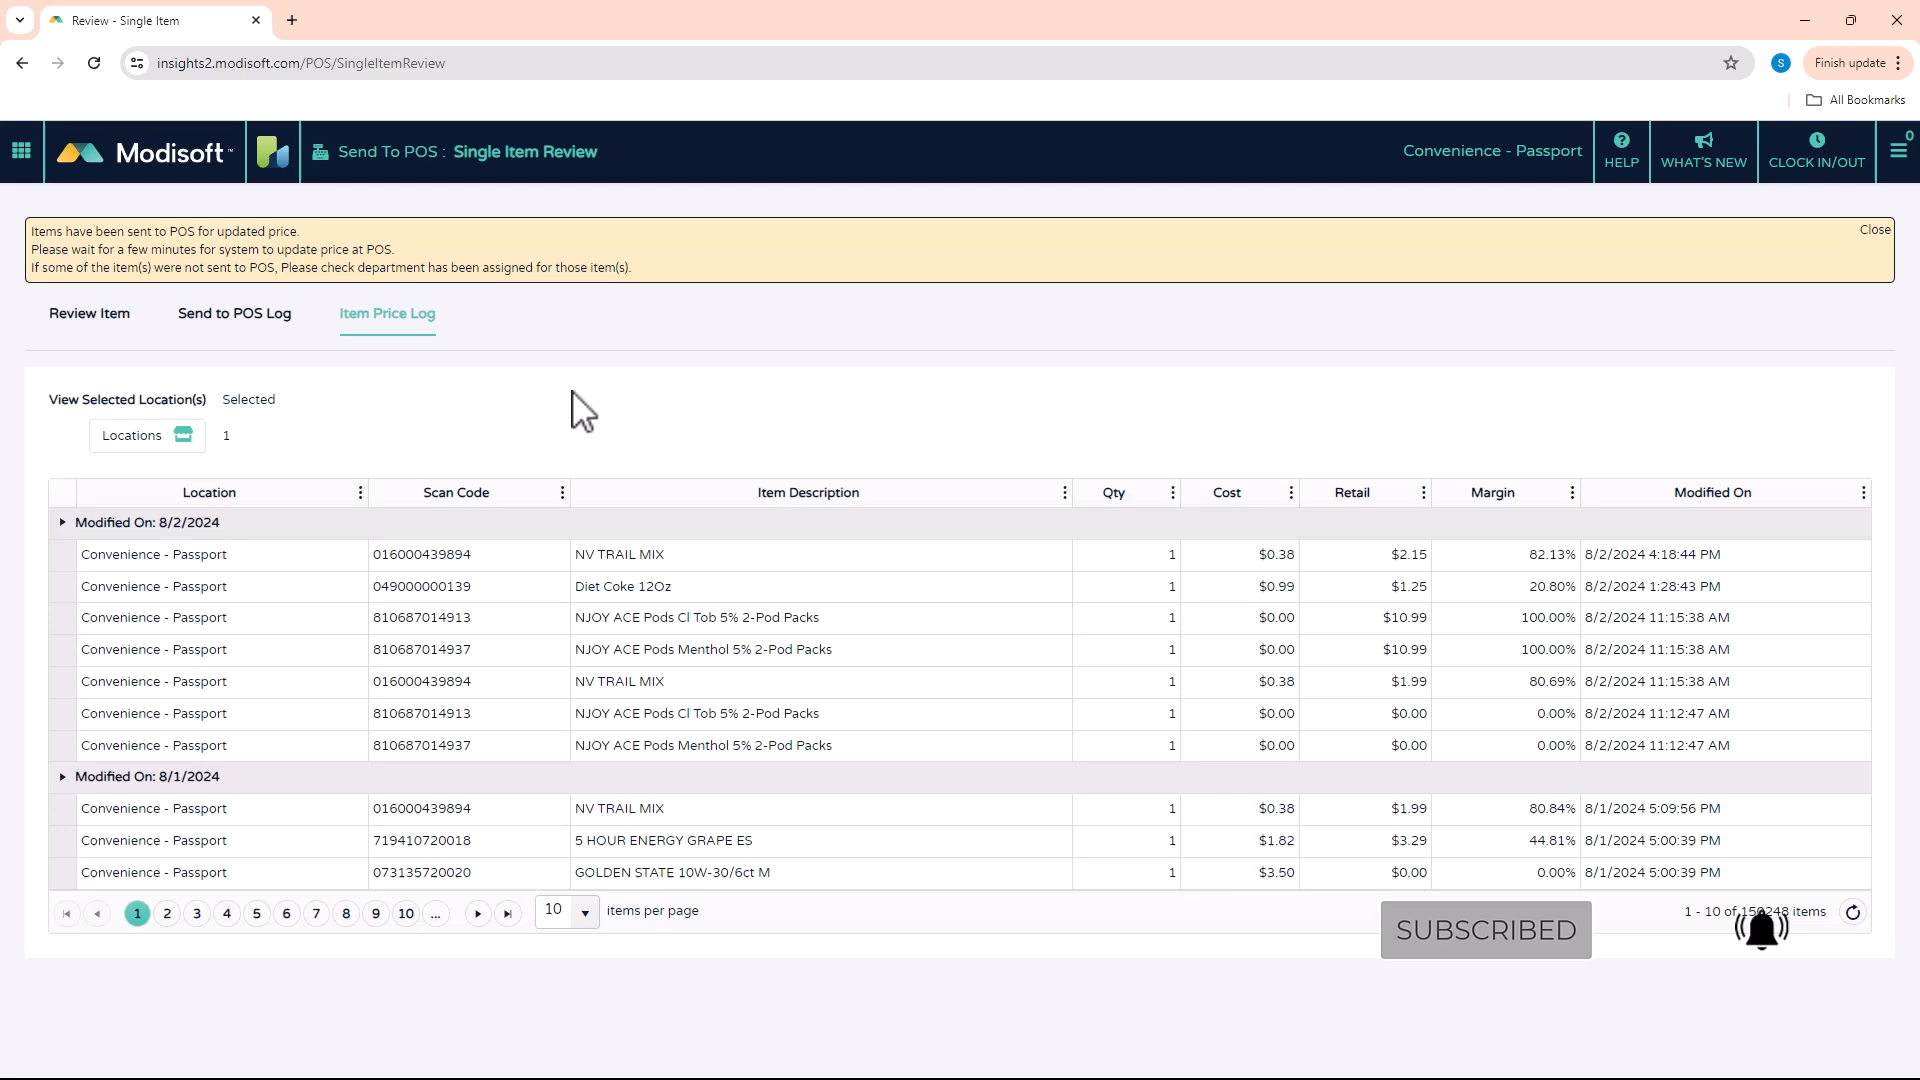 Review - Single Item
insights2.modisoft.com/POS/SingleItemReview
S
Finish update
All Bookmarks
Modisoft™
Send To POS : Single Item Review
Convenience - Passport
HELP
WHAT'S NEW
CLOCK IN/OUT
0
Items have been sent to POS for updated price.
Close
Please wait for a few minutes for system to update price at POS.
If some of the item(s) were not sent to POS, Please check department has been assigned for those item(s).
Review Item
Send to POS Log
Item Price Log
View Selected Location(s) Selected
Locations 1
Location Scan Code Item Description Qty Cost Retail Margin Modified On
Modified On: 8/2/2024
Convenience - Passport 016000439894 NV TRAIL MIX 1 $0.38 $2.15 82.13% 8/2/2024 4:18:44 PM
Convenience - Passport 049000000139 Diet Coke 12Oz 1 $0.99 $1.25 20.80% 8/2/2024 1:28:43 PM
Convenience - Passport 810687014913 NJOY ACE Pods Cl Tob 5% 2-Pod Packs 1 $0.00 $10.99 100.00% 8/2/2024 11:15:38 AM
Convenience - Passport 810687014937 NJOY ACE Pods Menthol 5% 2-Pod Packs 1 $0.00 $10.99 100.00% 8/2/2024 11:15:38 AM
Convenience - Passport 016000439894 NV TRAIL MIX 1 $0.38 $1.99 80.69% 8/2/2024 11:15:38 AM
Convenience - Passport 810687014913 NJOY ACE Pods Cl Tob 5% 2-Pod Packs 1 $0.00 $0.00 0.00% 8/2/2024 11:12:47 AM
Convenience - Passport 810687014937 NJOY ACE Pods Menthol 5% 2-Pod Packs 1 $0.00 $0.00 0.00% 8/2/2024 11:12:47 AM
Modified On: 8/1/2024
Convenience - Passport 016000439894 NV TRAIL MIX 1 $0.38 $1.99 80.84% 8/1/2024 5:09:56 PM
Convenience - Passport 719410720018 5 HOUR ENERGY GRAPE ES 1 $1.82 $3.29 44.81% 8/1/2024 5:00:39 PM
Convenience - Passport 073135720020 GOLDEN STATE 10W-30/6ct M 1 $3.50 $0.00 0.00% 8/1/2024 5:00:39 PM
1 2 3 4 5 6 7 8 9 10 ... 10 items per page
1 - 10 of 150248 items
SUBSCRIBED